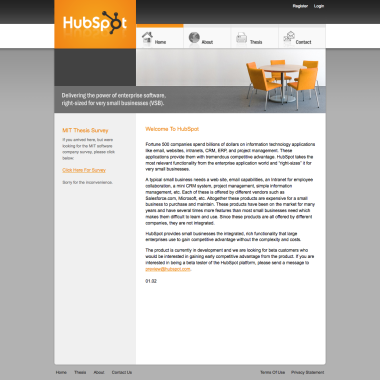 Register Login
HubSpot
Home About Thesis Contact
Delivering the power of enterprise software,
right-sized for very small businesses (VSB).
MIT Thesis Survey
If you arrived here, but were
looking for the MIT software
company survey, please click
below:
Click Here For Survey
Sorry for the inconvenience.
Welcome To HubSpot
Fortune 500 companies spend billions of dollars on information technology applications
like email, websites, intranets, CRM, ERP, and project management. These
applications provide them with tremendous competitive advantage. HubSpot takes the
most relevant functionality from the enterprise application world and "right-sizes" it for
very small businesses.
A typical small business needs a web site, email capabilities, an intranet for employee
collaboration, a mini CRM system, project management, simple information
management, etc. Each of these is offered by different vendors such as
Salesforce.com, Microsoft, etc. Altogether these products are expensive for a small
business to purchase and maintain. These products have been on the market for many
years and have several times more features than most small businesses need which
makes them difficult to learn and use. Since these products are all offered by different
companies, they are not integrated.
HubSpot provides small businesses the integrated, rich functionality that large
enterprises use to gain competitive advantage without the complexity and costs.
The product is currently in development and we are looking for beta customers who
would be interested in gaining early competitive advantage from the product. If you are
interested in being a beta tester of the HubSpot platform, please send a message to
preview@hubspot.com.
01.02
Home Thesis About Contact Us Terms Of Use Privacy Statement